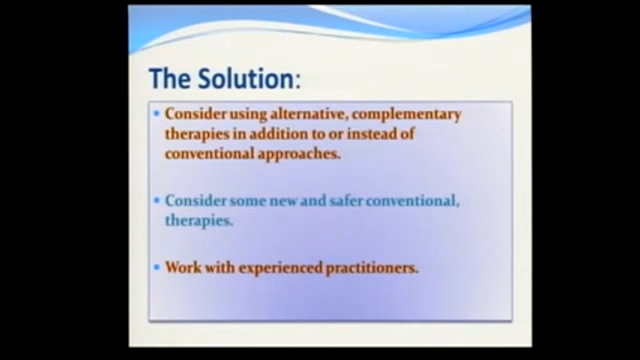 The Solution:
Consider using alternative, complementary
therapies in addition to or instead of
conventional approaches.
Consider some new and safer conventional,
therapies.
Work with experienced practitioners.